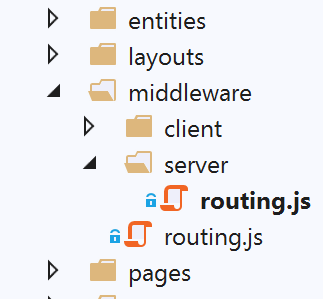 entities
layouts
middleware
client
server
routing.js
routing.js
pages